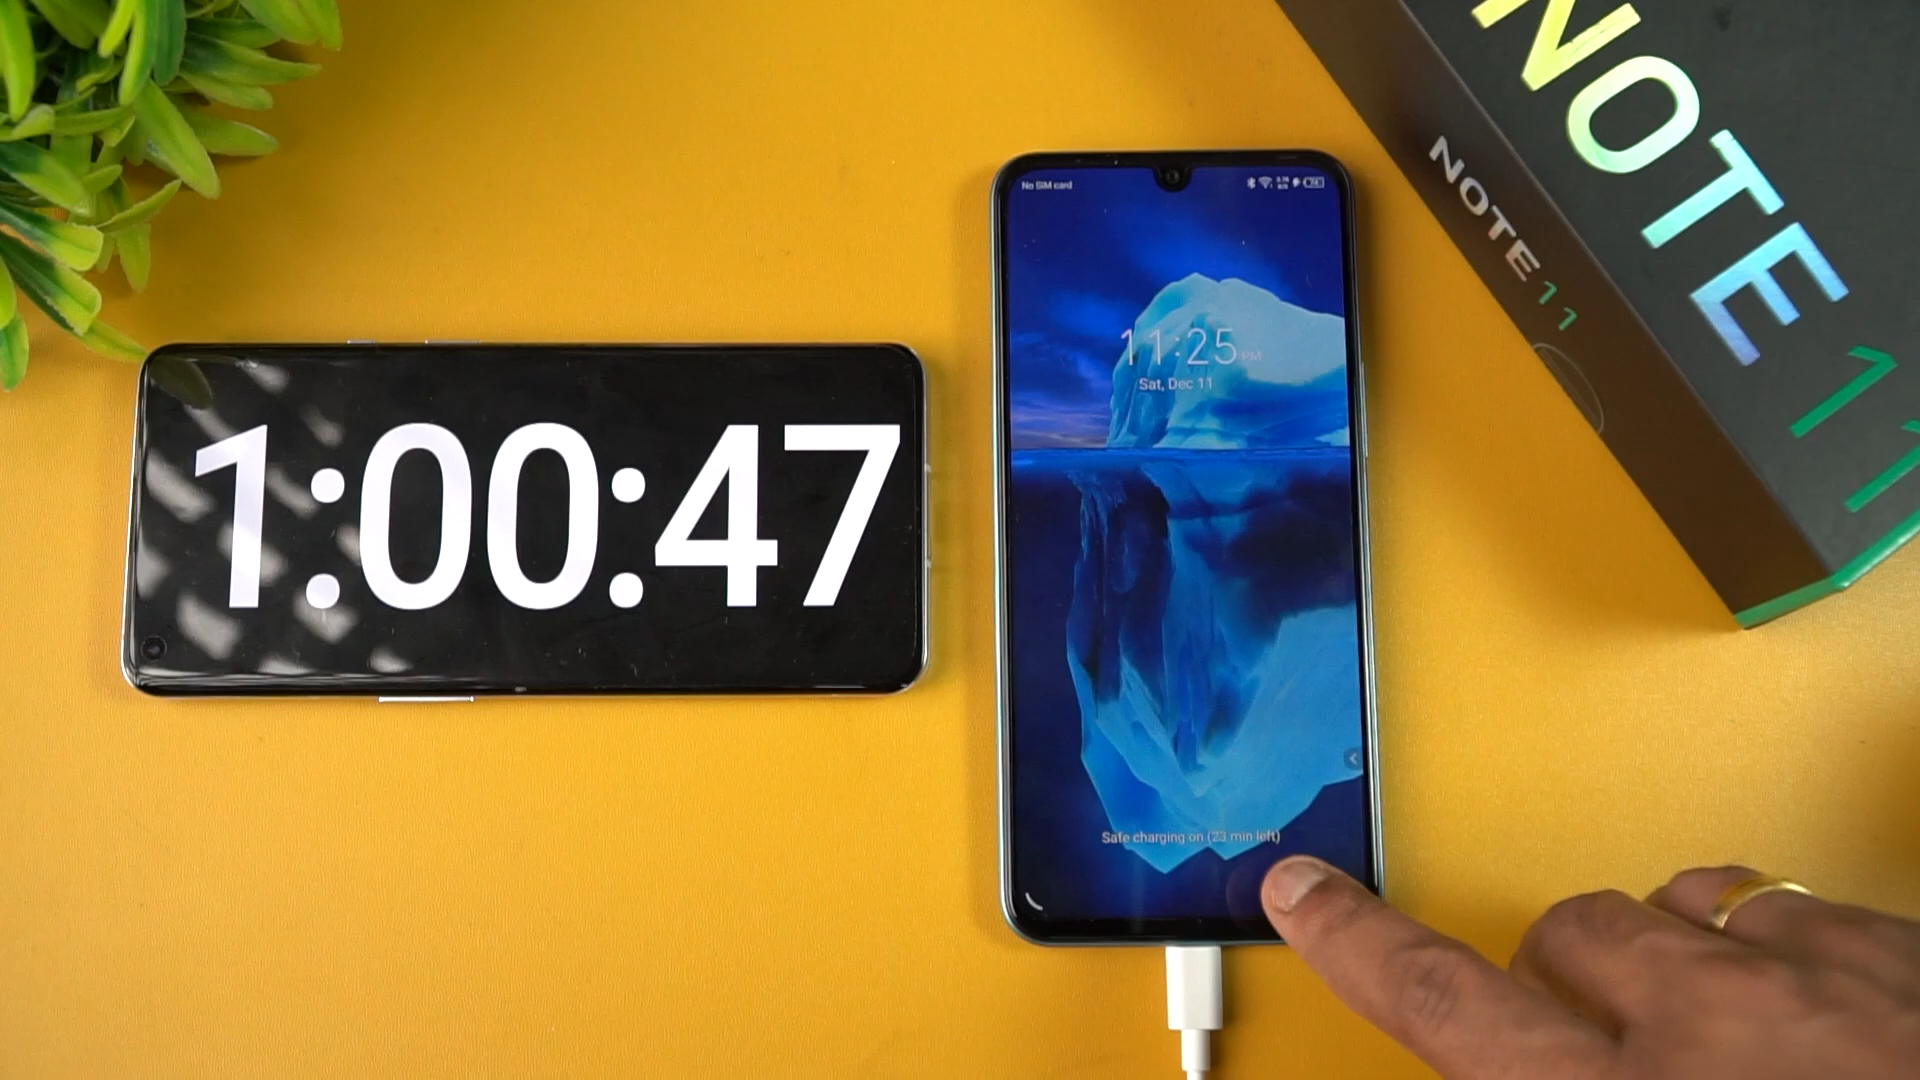 1:00:47
No SIM card
11:25 PM
Sat, Dec 11
Safe charging on (23 min left)
NOTE 11
NOTE 11